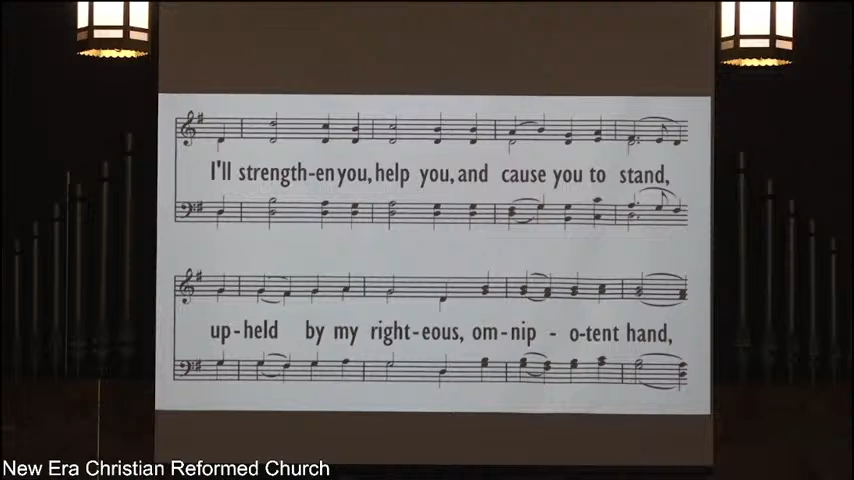 I'll strength-en you, help you, and cause you to stand,
up-held by my right-eous, om-nip - o-tent hand,
New Era Christian Reformed Church